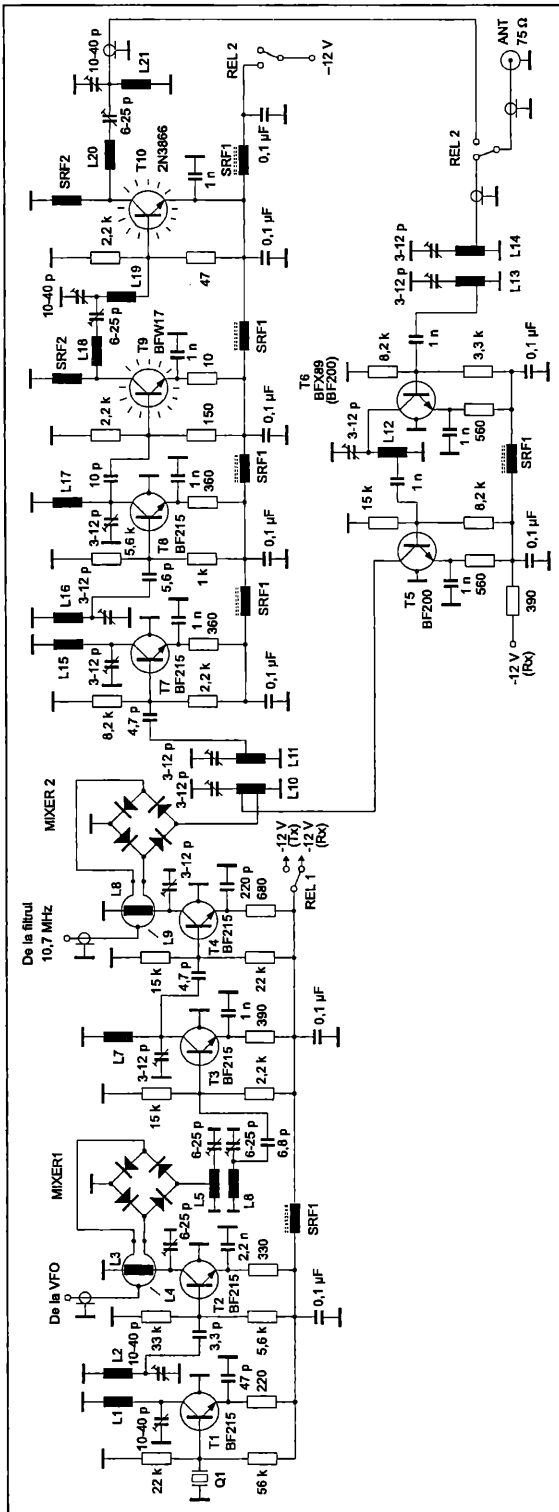 De la VFO
MIXER1
De la filtrul
10,7 MHz
MIXER 2
L1
10-40 p
22 k
Q1
56 k
T1
BF215
47 p
220
L2
10-40 p
3,3 p
33 k
5,6 k
L3
L4
6-25 p
T2
BF215
2,2 n
330
0,1 µF
SRF1
L5
L8
6-25 p
6-25 p
6,8 p
L7
3-12 p
15 k
2,2 k
T3
BF215
1 n
390
0,1 µF
4,7 p
15 k
22 k
L8
L9
3-12 p
T4
BF215
220 p
680
REL 1
-12 V
(Tx)
-12 V
(Rx)
3-12 p
3-12 p
L10
L11
4,7 p
8,2 k
2,2 k
L15
3-12 p
T7
BF215
1 n
360
0,1 µF
SRF1
L16
3-12 p
5,6 p
5,6 k
1 k
L17
3-12 p
T8
BF215
1 n
360
0,1 µF
SRF1
10 p
2,2 k
150
SRF2
T9
BFW17
1 n
10
0,1 µF
SRF1
L18
6-25 p
10-40 p
L19
2,2 k
47
0,1 µF
SRF2
T10
2N3866
1 n
SRF1
0,1 µF
L20
6-25 p
10-40 p
L21
REL 2
–12 V
-12 V
(Rx)
390
T5
BF200
1 n
560
0,1 µF
15 k
8,2 k
SRF1
1 n
L12
3-12 p
T6
BFX89
(BF200)
1 n
560
8,2 k
3,3 k
0,1 µF
1 n
3-12 p
3-12 p
L13
L14
REL 2
ANT
75 Ω